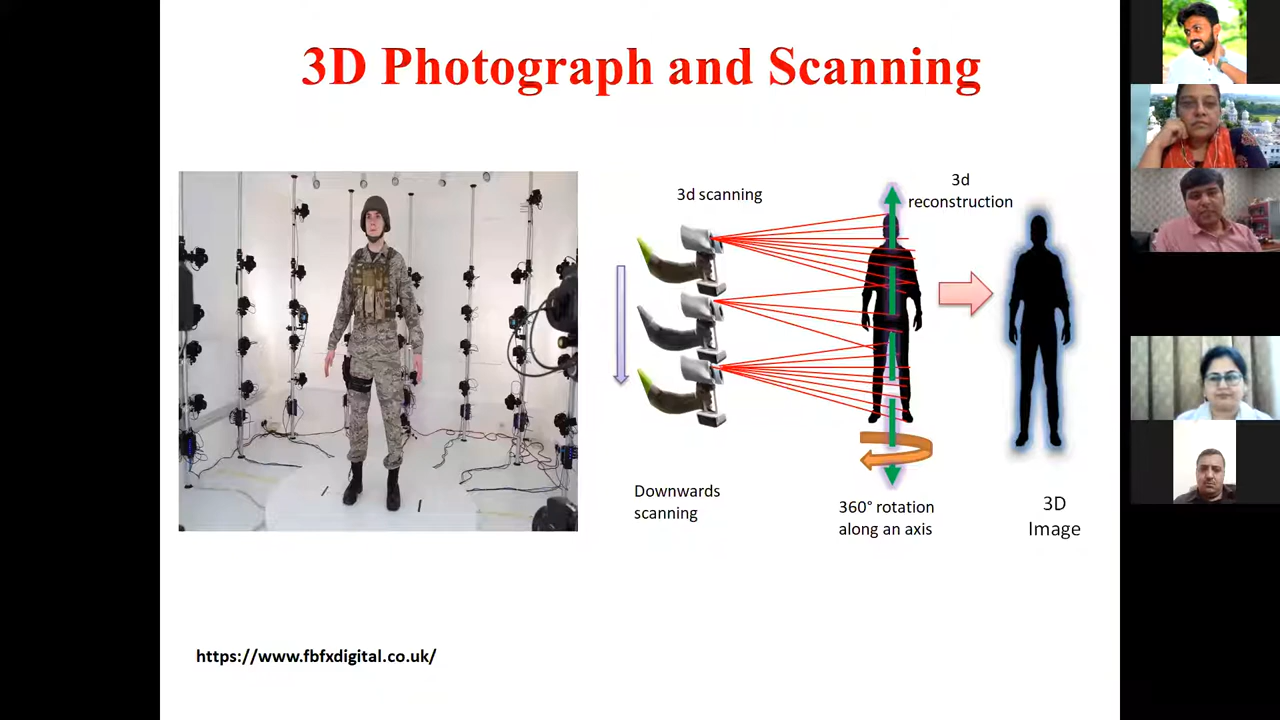 3D Photograph and Scanning
3d scanning
3d
reconstruction
Downwards
scanning
360° rotation
along an axis
3D
Image
https://www.fbfxdigital.co.uk/